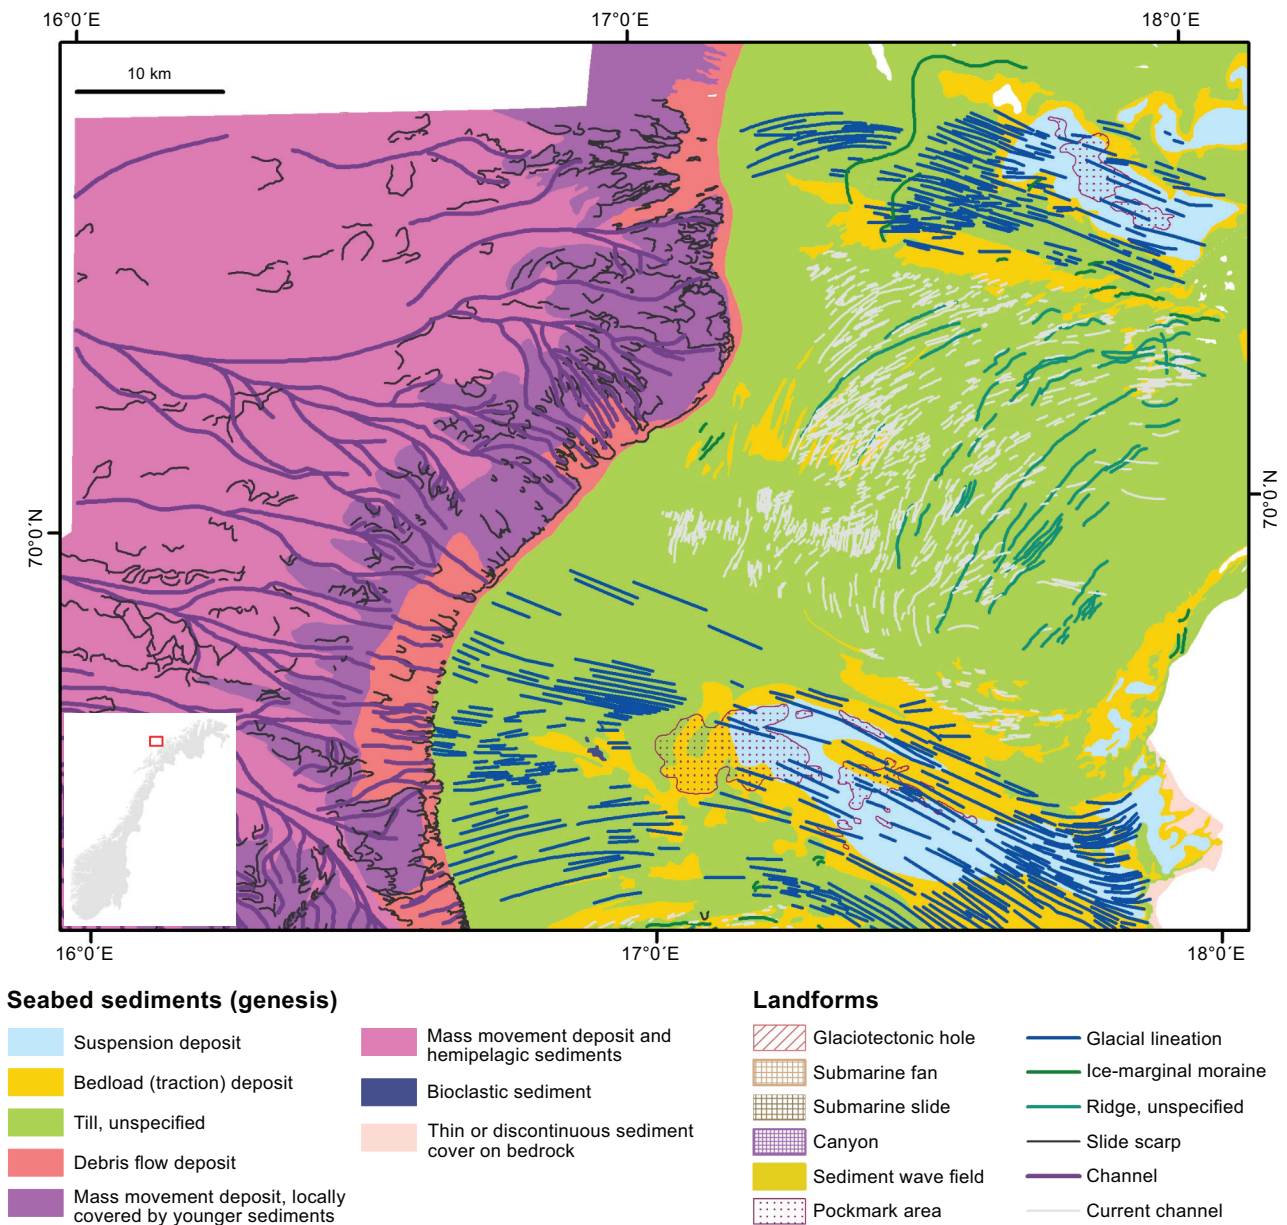 16°0´E
17°0´E
18°0´E
10 km
70°0´N
70°0´N
16°0´E
17°0´E
18°0´E
Seabed sediments (genesis)
Suspension deposit
Bedload (traction) deposit
Till, unspecified
Debris flow deposit
Mass movement deposit, locally
covered by younger sediments
Mass movement deposit and
hemipelagic sediments
Bioclastic sediment
Thin or discontinuous sediment
cover on bedrock
Landforms
Glaciotectonic hole
Submarine fan
Submarine slide
Canyon
Sediment wave field
Pockmark area
Glacial lineation
Ice-marginal moraine
Ridge, unspecified
Slide scarp
Channel
Current channel